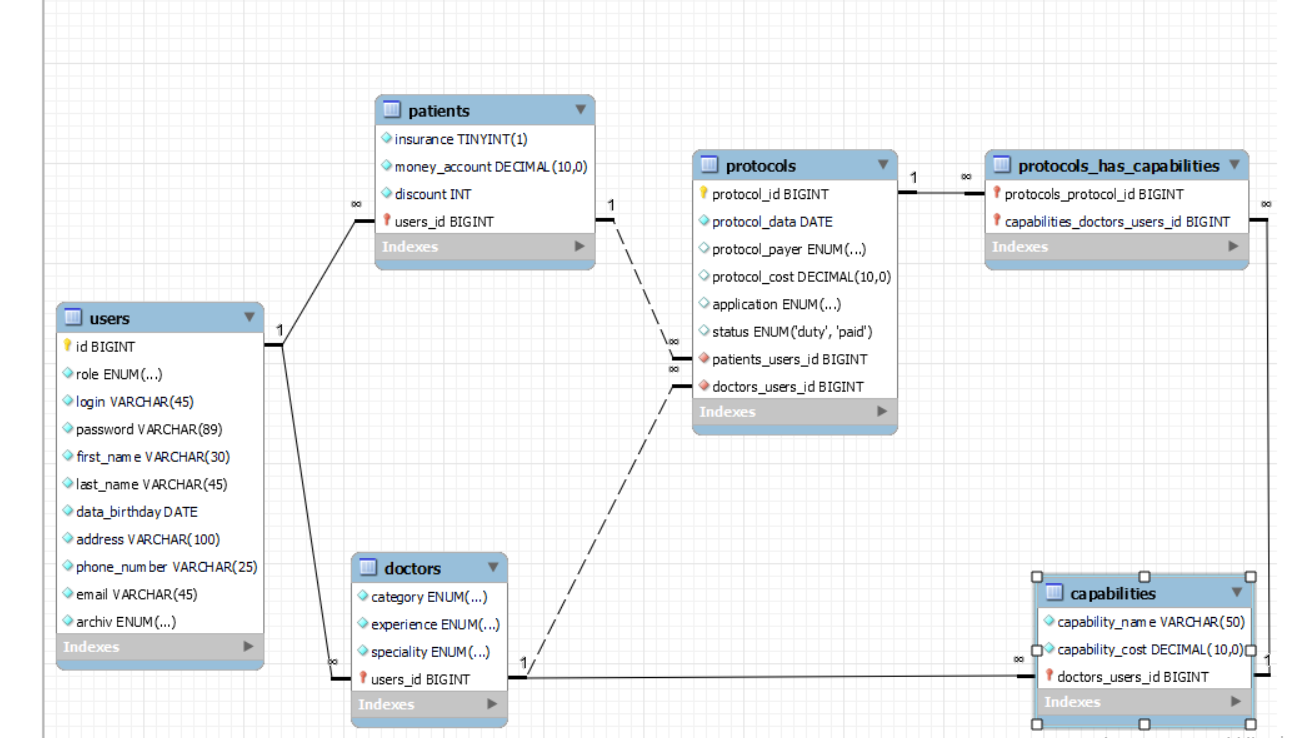 patients
insurance TINYINT(1)
money_account DECIMAL(10,0)
discount INT
users_id BIGINT
Indexes
∞
1
protocols
protocol_id BIGINT
protocol_data DATE
protocol_payer ENUM(...)
protocol_cost DECIMAL(10,0)
application ENUM(...)
status ENUM('duty', 'paid')
patients_users_id BIGINT
doctors_users_id BIGINT
Indexes
∞
∞
1
∞
protocols_has_capabilities
protocols_protocol_id BIGINT
capabilities_doctors_users_id BIGINT
Indexes
∞
users
id BIGINT
role ENUM(...)
login VARCHAR(45)
password VARCHAR(89)
first_name VARCHAR(30)
last_name VARCHAR(45)
data_birthday DATE
address VARCHAR(100)
phone_number VARCHAR(25)
email VARCHAR(45)
archiv ENUM(...)
Indexes
1
doctors
category ENUM(...)
experience ENUM(...)
speciality ENUM(...)
users_id BIGINT
Indexes
∞
1
∞
capabilities
capability_name VARCHAR(50)
capability_cost DECIMAL(10,0)
doctors_users_id BIGINT
Indexes
1